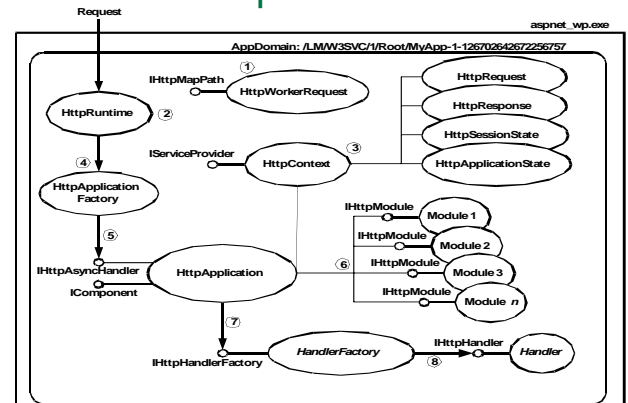 Request
aspnet_wp.exe
AppDomain: /LM/W3SVC/1/Root/MyApp-1-126702642672256757
1
IHttpMapPath
HttpWorkerRequest
HttpRequest
HttpRuntime
2
HttpResponse
HttpSessionState
IServiceProvider
HttpContext
3
HttpApplicationState
4
HttpApplication
Factory
IHttpModule
Module 1
5
IHttpModule
Module 2
IHttpAsyncHandler
HttpApplication
6
IHttpModule
Module 3
IComponent
IHttpModule
Module n
7
IHttpHandlerFactory
HandlerFactory
8
IHttpHandler
Handler